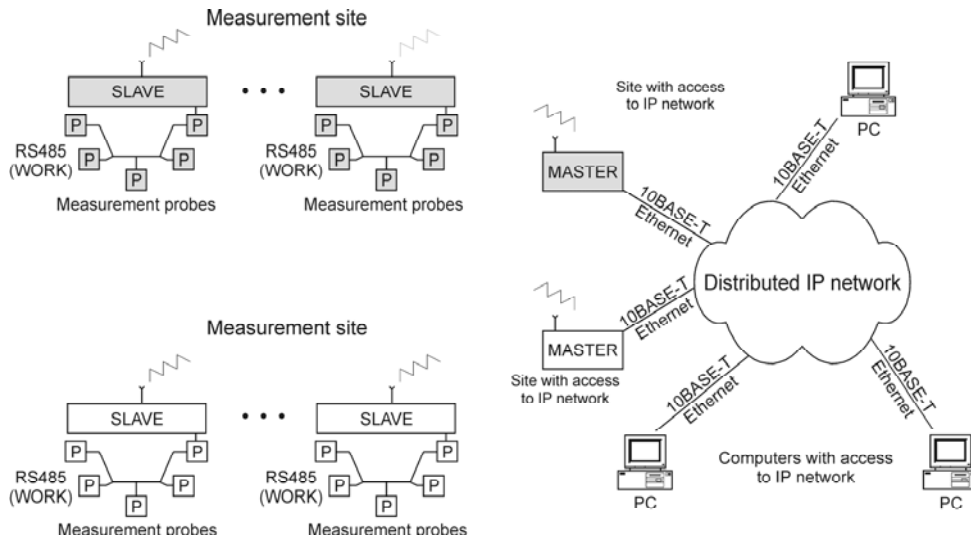 Measurement site
SLAVE
• • •
SLAVE
P
P
P
P
P
P
P
P
P
P
RS485
(WORK)
RS485
(WORK)
Measurement probes
Measurement probes
Measurement site
SLAVE
• • •
SLAVE
P
P
P
P
P
P
P
P
P
P
RS485
(WORK)
RS485
(WORK)
Measurement probes
Measurement probes
Site with access
to IP network
PC
MASTER
10BASE-T
Ethernet
10BASE-T
Ethernet
Distributed IP network
MASTER
10BASE-T
Ethernet
Site with access
to IP network
10BASE-T
Ethernet
10BASE-T
Ethernet
Computers with access
to IP network
PC
PC